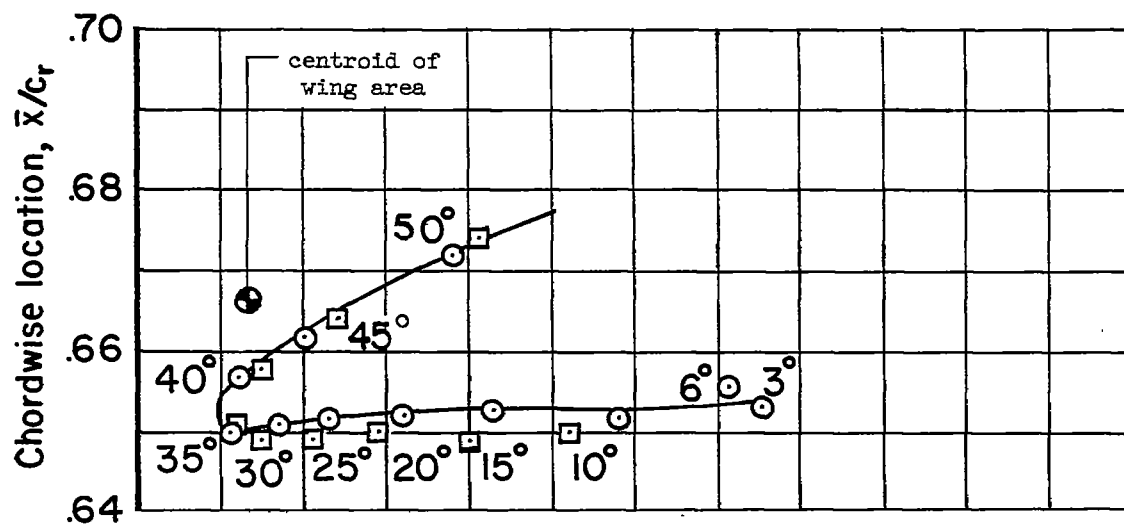 .70
centroid of
wing area
Chordwise location, x̄/cᵣ
.68
50°
45°
.66
40°
6° 3°
35° 30° 25° 20° 15° 10°
.64